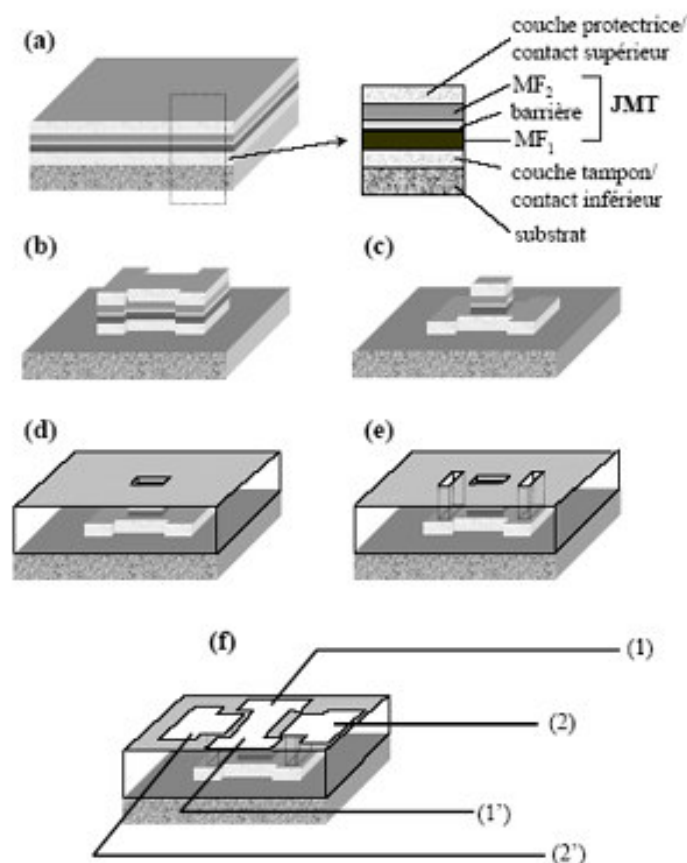 (a)
couche protectrice/
contact supérieur
MF₂
barrière
MF₁
JMT
couche tampon/
contact inférieur
substrat
(b)
(c)
(d)
(e)
(f)
(1)
(2)
(1')
(2')